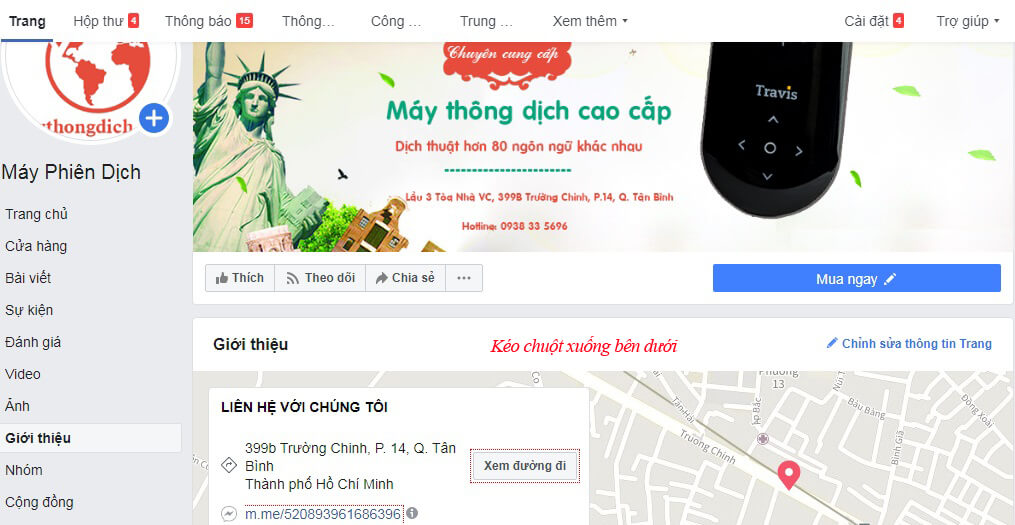 Trang Hộp thư 4 Thông báo 15 Thông... Công ... Trung ... Xem thêm Cài đặt 4 Trợ giúp
thongdich
Chuyên cung cấp
Máy thông dịch cao cấp
Dịch thuật hơn 80 ngôn ngữ khác nhau
Lầu 3 Tòa Nhà VC, 399B Trường Chinh, P.14, Q. Tân Bình
Hotline: 0938 33 5696
Travis
Máy Phiên Dịch
Trang chủ
Cửa hàng
Bài viết
Sự kiện
Đánh giá
Video
Ảnh
Giới thiệu
Nhóm
Cộng đồng
Thích Theo dõi Chia sẻ ... Mua ngay
Giới thiệu Kéo chuột xuống bên dưới Chỉnh sửa thông tin Trang
LIÊN HỆ VỚI CHÚNG TÔI
399b Trường Chinh, P. 14, Q. Tân
Bình
Thành phố Hồ Chí Minh
Xem đường đi
m.me/520893961686396
Phường
13
Tân Hải
Ấp Bắc
Trường Chinh
Bàu Bàng
Bình Giã
Đồng Xoài
Núi T
Co